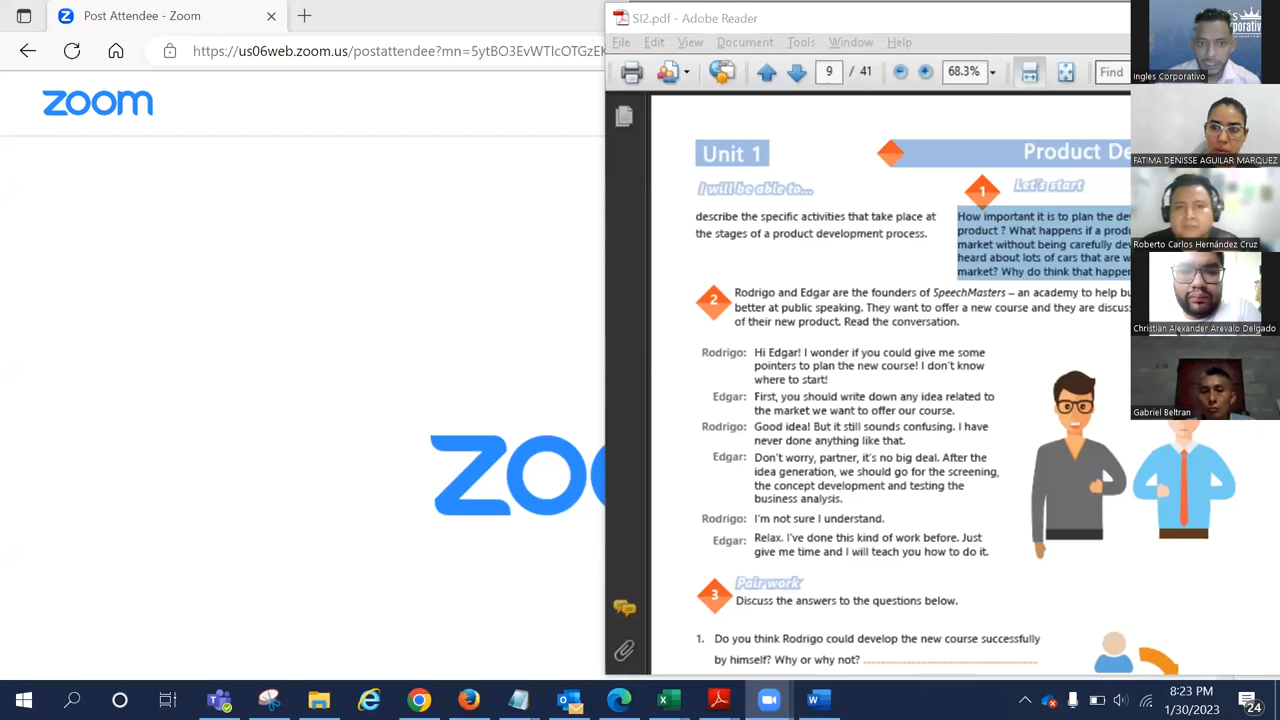 Post Attendee - Zoom
https://us06web.zoom.us/postattendee?mn=5ytBO3EvWTIcOTGzE
zoom
SI2.pdf - Adobe Reader
File Edit View Document Tools Window Help
9 / 41 68.3% Find
Unit 1
Product De
I will be able to...
describe the specific activities that take place at
the stages of a product development process.
1
Let's start
How important it is to plan the de
product ? What happens if a prod
market without being carefully de
heard about lots of cars that are w
market? Why do think that happe
2
Rodrigo and Edgar are the founders of SpeechMasters – an academy to help bu
better at public speaking. They want to offer a new course and they are discus
of their new product. Read the conversation.
Rodrigo: Hi Edgar! I wonder if you could give me some
pointers to plan the new course! I don't know
where to start!
Edgar: First, you should write down any idea related to
the market we want to offer our course.
Rodrigo: Good idea! But it still sounds confusing. I have
never done anything like that.
Edgar: Don't worry, partner, it's no big deal. After the
idea generation, we should go for the screening,
the concept development and testing the
business analysis.
Rodrigo: I'm not sure I understand.
Edgar: Relax. I've done this kind of work before. Just
give me time and I will teach you how to do it.
3
Pair work
Discuss the answers to the questions below.
1. Do you think Rodrigo could develop the new course successfully
by himself? Why or why not?
ZOO
Ingles Corporativo
FATIMA DENISSE AGUILAR MARQUEZ
Roberto Carlos Hernández Cruz
Christian Alexander Arevalo Delgado
Gabriel Beltran
8:23 PM
1/30/2023
24